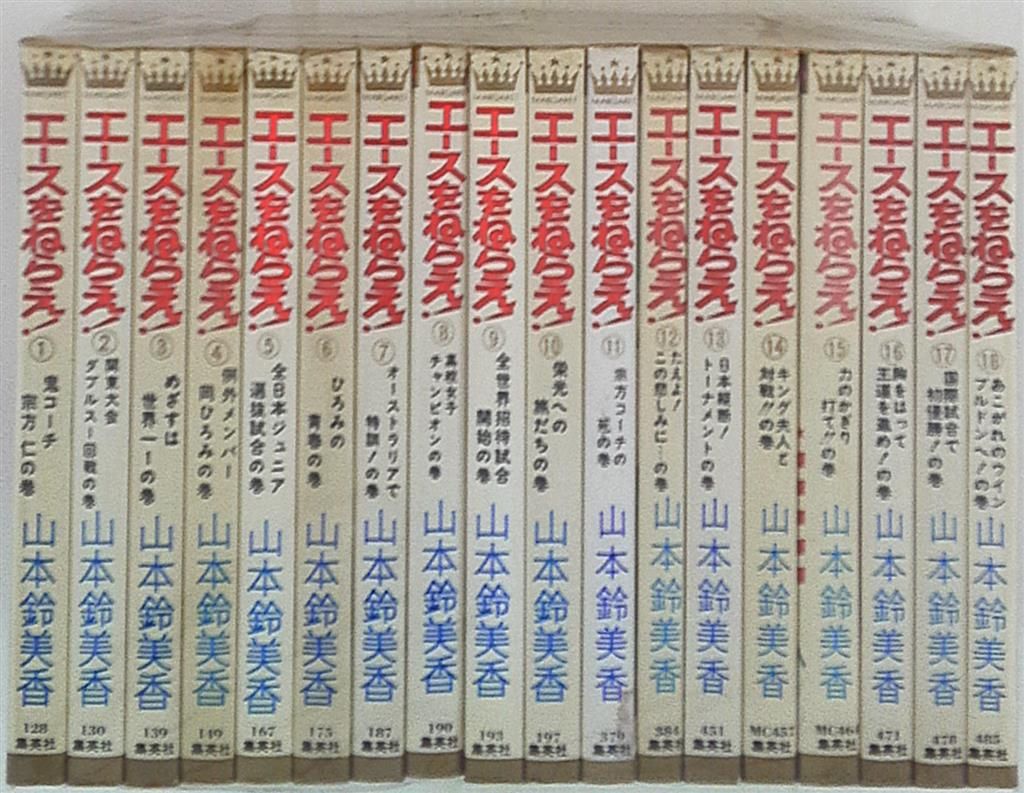 エースをねらえ!
①
鬼コーチ
宗方仁の巻
山本鈴美香
128
集英社
エースをねらえ!
②
関東大会
ダブルス一回戦の巻
山本鈴美香
130
集英社
エースをねらえ!
③
めざすは
世界一!の巻
山本鈴美香
139
集英社
エースをねらえ!
④
例外メンバー
岡ひろみの巻
山本鈴美香
149
集英社
エースをねらえ!
⑤
全日本ジュニア
選抜試合の巻
山本鈴美香
167
集英社
エースをねらえ!
⑥
ひろみの
青春の巻
山本鈴美香
175
集英社
エースをねらえ!
⑦
オーストラリアで
特訓!の巻
山本鈴美香
187
集英社
エースをねらえ!
⑧
高校女子
チャンピオンの巻
山本鈴美香
190
集英社
エースをねらえ!
⑨
全世界招待試合
開始の巻
山本鈴美香
193
集英社
エースをねらえ!
⑩
栄光への
旅だちの巻
山本鈴美香
197
集英社
エースをねらえ!
⑪
宗方コーチの
死の巻
山本鈴美香
379
集英社
エースをねらえ!
⑫
たえよ!
この悲しみに…の巻
山本鈴美香
384
集英社
エースをねらえ!
⑬
日本縦断!
トーナメントの巻
山本鈴美香
451
集英社
エースをねらえ!
⑭
キング夫人と
対戦!!の巻
山本鈴美香
MC457
集英社
エースをねらえ!
⑮
力のかぎり
打て!!の巻
山本鈴美香
MC464
集英社
エースをねらえ!
⑯
胸をはって
王道を進め!の巻
山本鈴美香
471
集英社
エースをねらえ!
⑰
国際試合で
初優勝!の巻
山本鈴美香
478
集英社
エースをねらえ!
⑱
あこがれのウイン
ブルドンへ!の巻
山本鈴美香
485
集英社